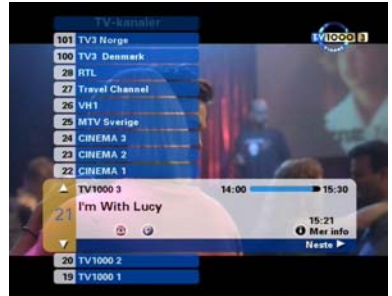 TV-kanaler
TV1000 3
101 TV3 Norge
100 TV3 Denmark
28 RTL
27 Travel Channel
26 VH1
25 MTV Sverige
24 CINEMA 3
23 CINEMA 2
22 CINEMA 1
TV1000 3 14:00 15:30
21 I'm With Lucy
15:21
Mer info
Neste
20 TV1000 2
19 TV1000 1